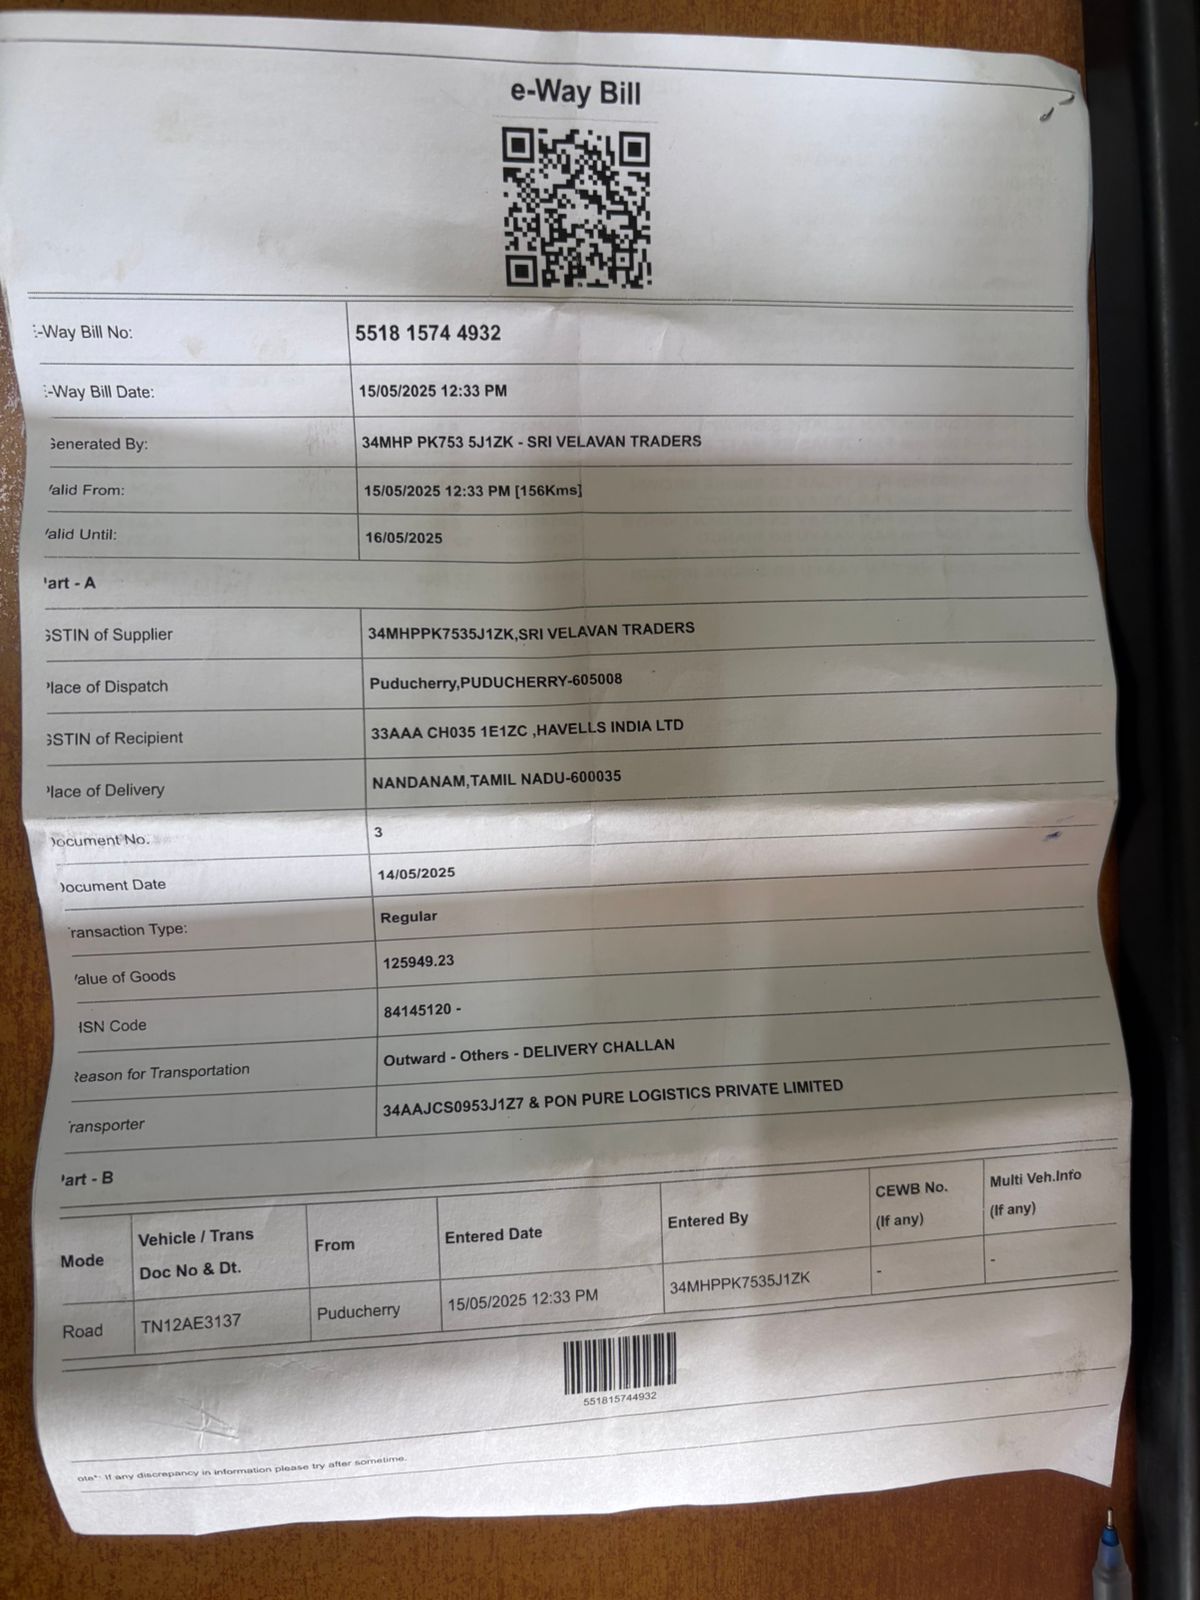 e-Way Bill
-Way Bill No: 5518 1574 4932
-Way Bill Date: 15/05/2025 12:33 PM
Generated By: 34MHP PK753 5J1ZK - SRI VELAVAN TRADERS
alid From: 15/05/2025 12:33 PM [156Kms]
alid Until: 16/05/2025
art - A
GSTIN of Supplier 34MHPPK7535J1ZK,SRI VELAVAN TRADERS
lace of Dispatch Puducherry,PUDUCHERRY-605008
GSTIN of Recipient 33AAA CH035 1E1ZC ,HAVELLS INDIA LTD
lace of Delivery NANDANAM,TAMIL NADU-600035
ocument No. 3
ocument Date 14/05/2025
ransaction Type: Regular
alue of Goods 125949.23
HSN Code 84145120 -
Reason for Transportation Outward - Others - DELIVERY CHALLAN
ransporter 34AAJCS0953J1Z7 & PON PURE LOGISTICS PRIVATE LIMITED
art - B
Mode Vehicle / Trans Doc No & Dt. From Entered Date Entered By CEWB No. (If any) Multi Veh.Info (If any)
Road TN12AE3137 Puducherry 15/05/2025 12:33 PM 34MHPPK7535J1ZK - -
551815744932
ote*: If any discrepancy in information please try after sometime.